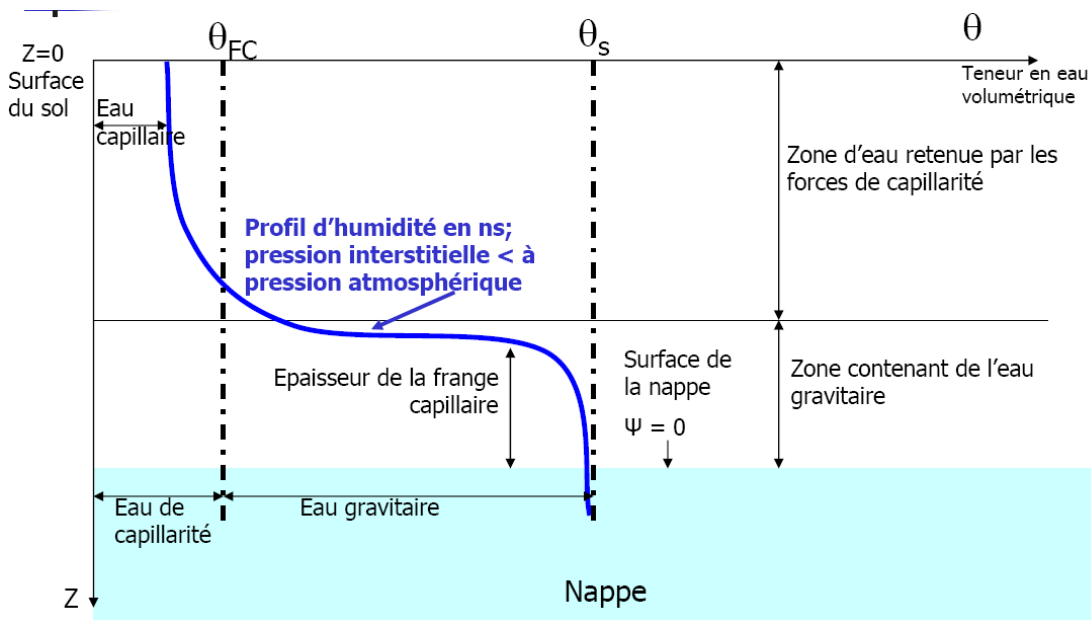 θFC
θs
θ
Z=0
Surface
du sol
Teneur en eau
volumétrique
Eau
capillaire
Zone d'eau retenue par les
forces de capillarité
Profil d'humidité en ns;
pression interstitielle < à
pression atmosphérique
Epaisseur de la frange
capillaire
Surface de
la nappe
Ψ = 0
Zone contenant de l'eau
gravitaire
Eau de
capillarité
Eau gravitaire
Nappe
Z